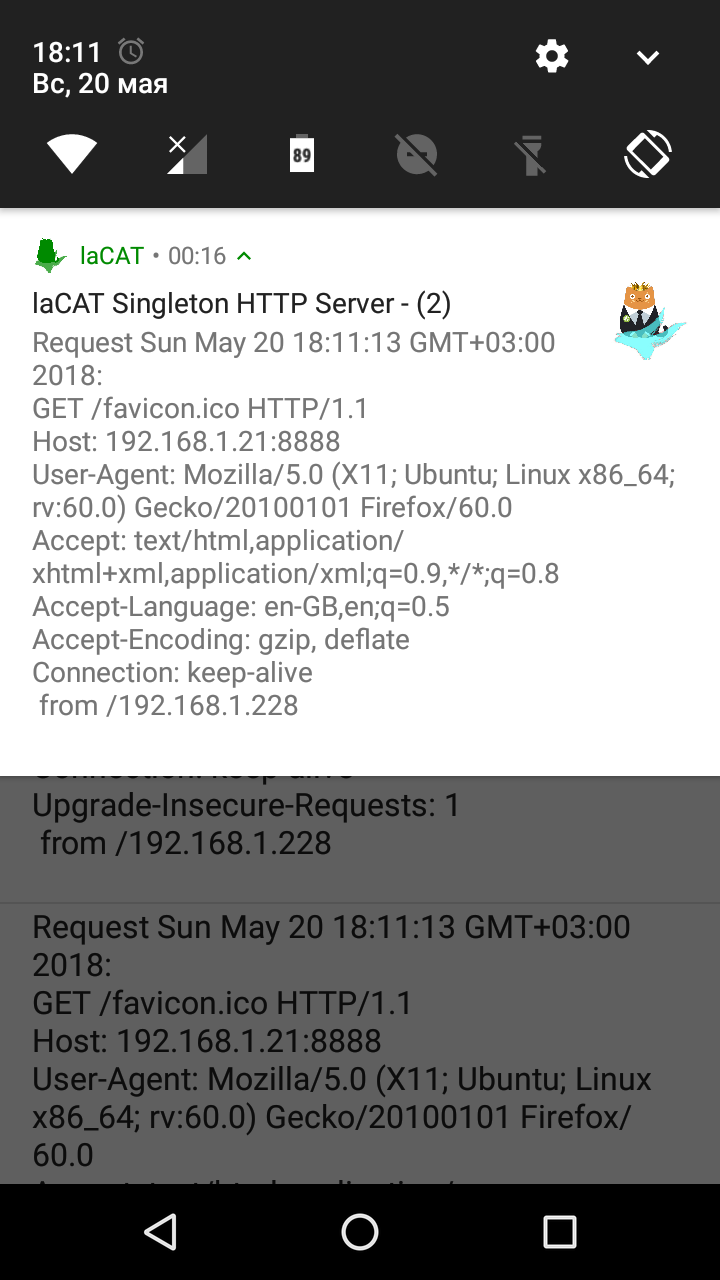 18:11
Вс, 20 мая
89
laCAT • 00:16
laCAT Singleton HTTP Server - (2)
Request Sun May 20 18:11:13 GMT+03:00
2018:
GET /favicon.ico HTTP/1.1
Host: 192.168.1.21:8888
User-Agent: Mozilla/5.0 (X11; Ubuntu; Linux x86_64;
rv:60.0) Gecko/20100101 Firefox/60.0
Accept: text/html,application/
xhtml+xml,application/xml;q=0.9,*/*;q=0.8
Accept-Language: en-GB,en;q=0.5
Accept-Encoding: gzip, deflate
Connection: keep-alive
from /192.168.1.228
Connection: keep-alive
Upgrade-Insecure-Requests: 1
from /192.168.1.228
Request Sun May 20 18:11:13 GMT+03:00
2018:
GET /favicon.ico HTTP/1.1
Host: 192.168.1.21:8888
User-Agent: Mozilla/5.0 (X11; Ubuntu; Linux
x86_64; rv:60.0) Gecko/20100101 Firefox/
60.0